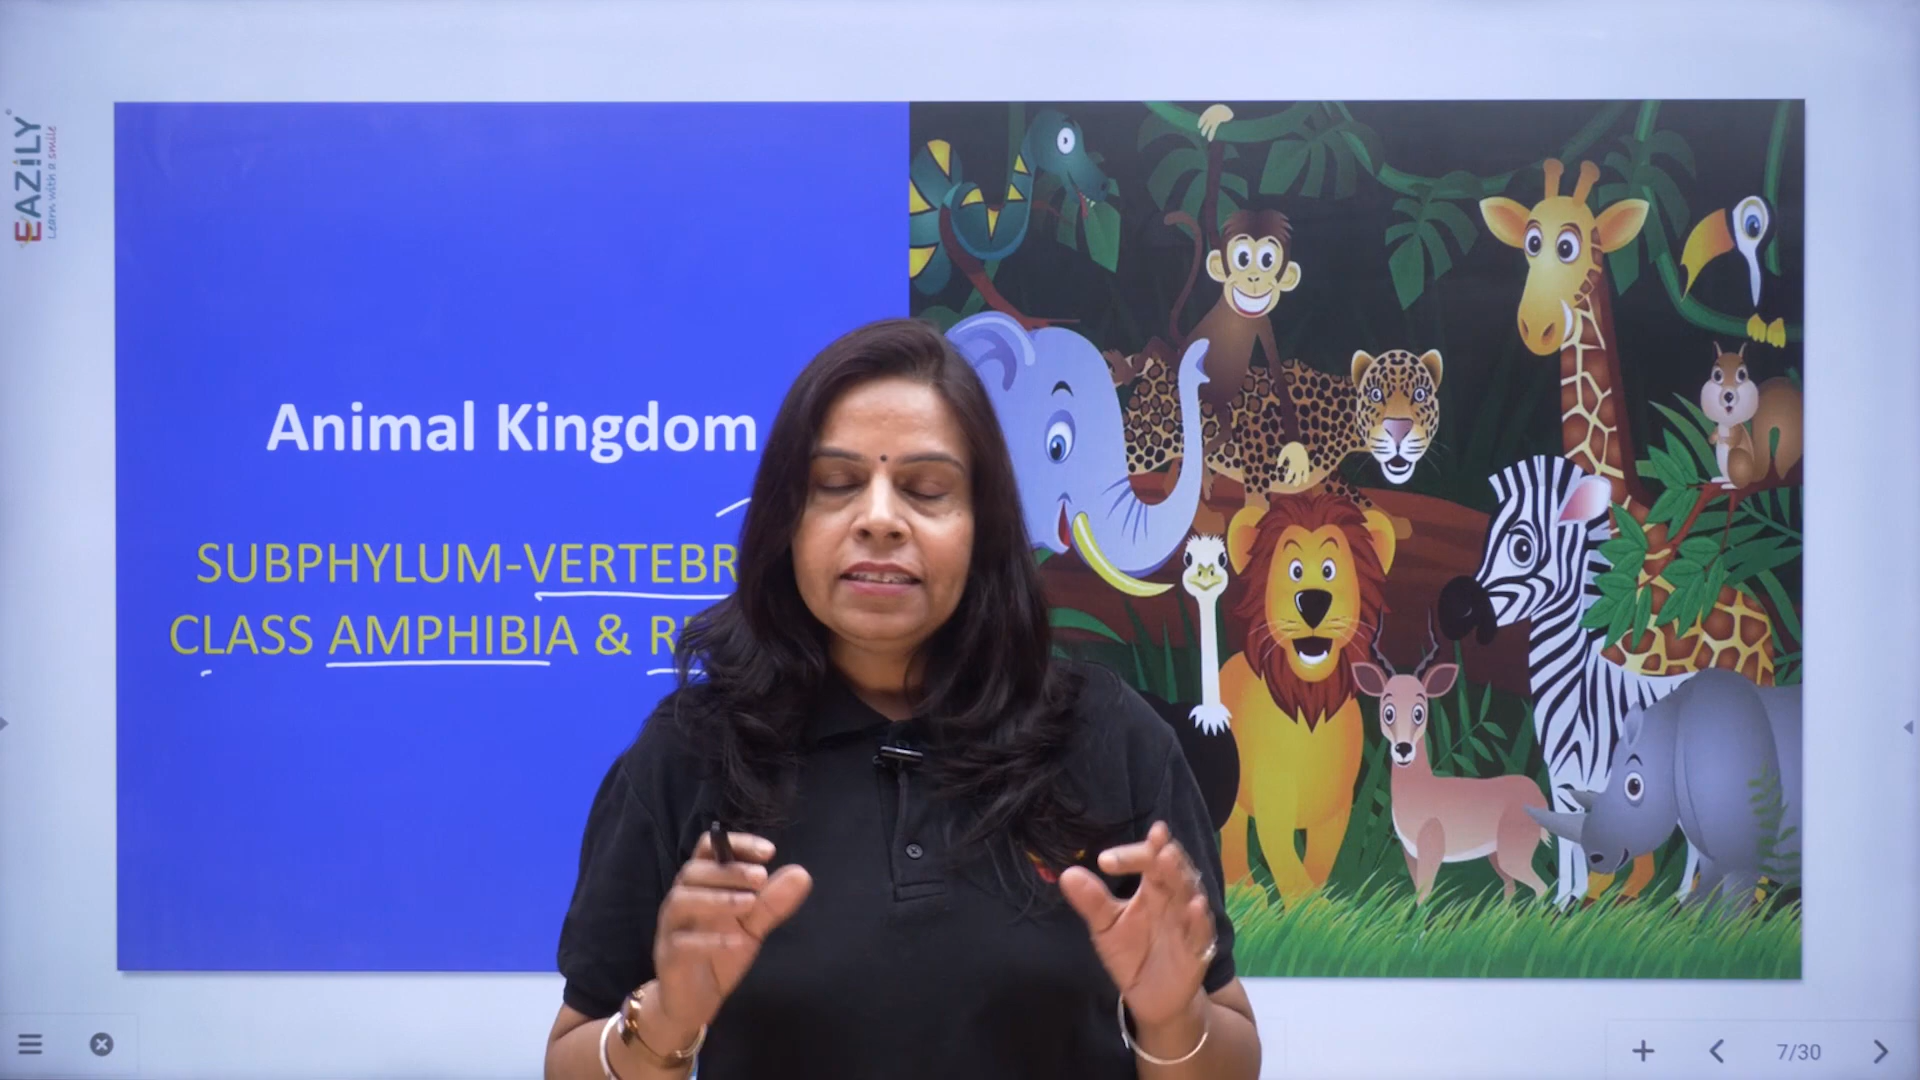 EAZiLY
Learn with a smile
Animal Kingdom
SUBPHYLUM-VERTEBR
CLASS AMPHIBIA & R
7/30